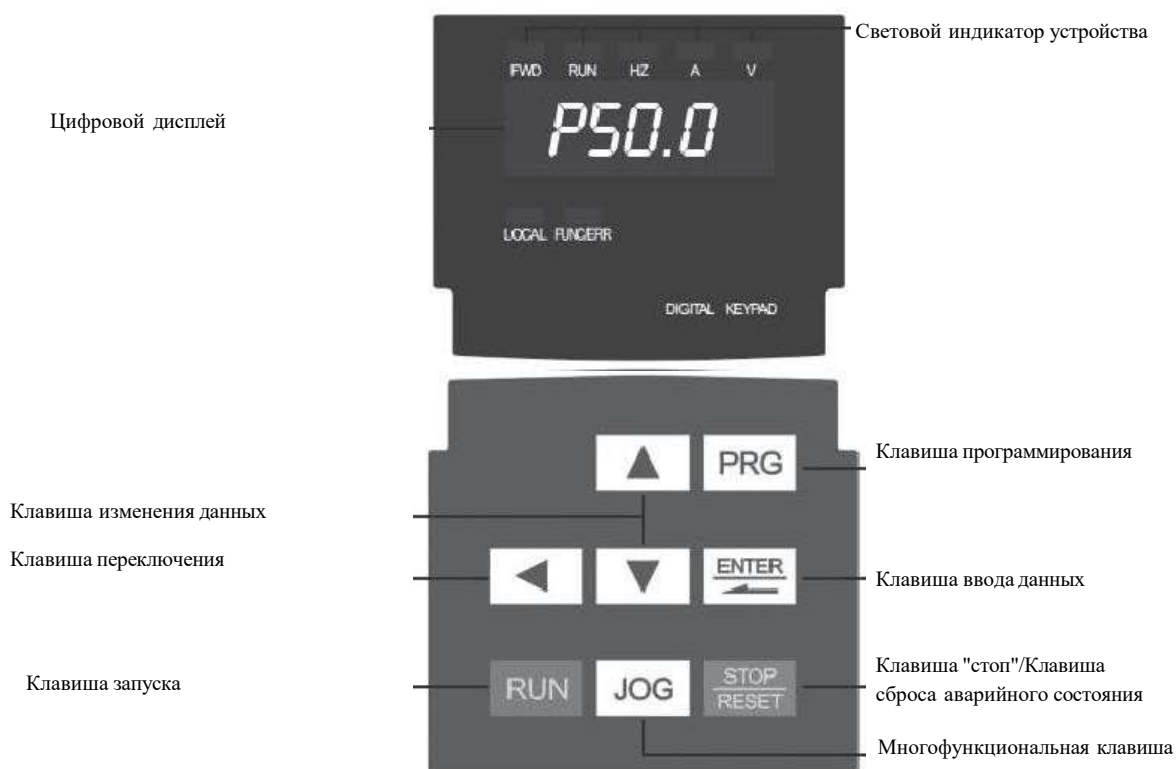 Световой индикатор устройства
FWD RUN HZ A V
Цифровой дисплей
P50.0
LOCAL FUNC/ERR
DIGITAL KEYPAD
PRG
Клавиша программирования
Клавиша изменения данных
Клавиша переключения
ENTER
Клавиша ввода данных
Клавиша запуска
RUN
JOG
STOP
RESET
Клавиша "стоп"/Клавиша
сброса аварийного состояния
Многофункциональная клавиша